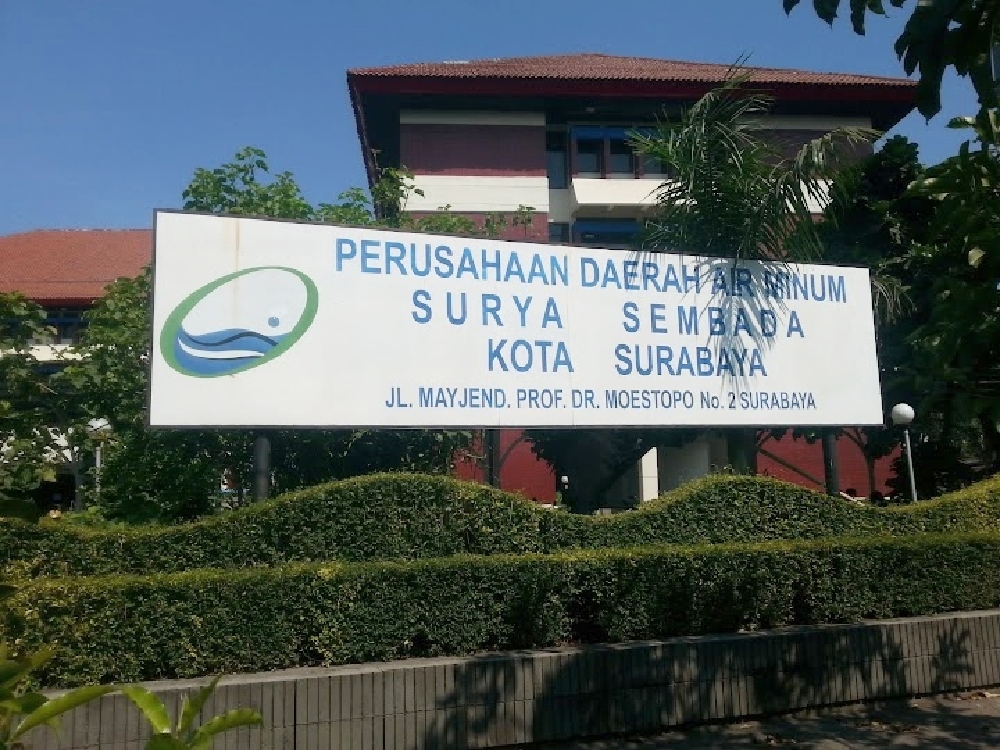 PERUSAHAAN DAERAH AIR MINUM
SURYA SEMBADA
KOTA SURABAYA
JL. MAYJEND. PROF. DR. MOESTOPO No. 2 SURABAYA